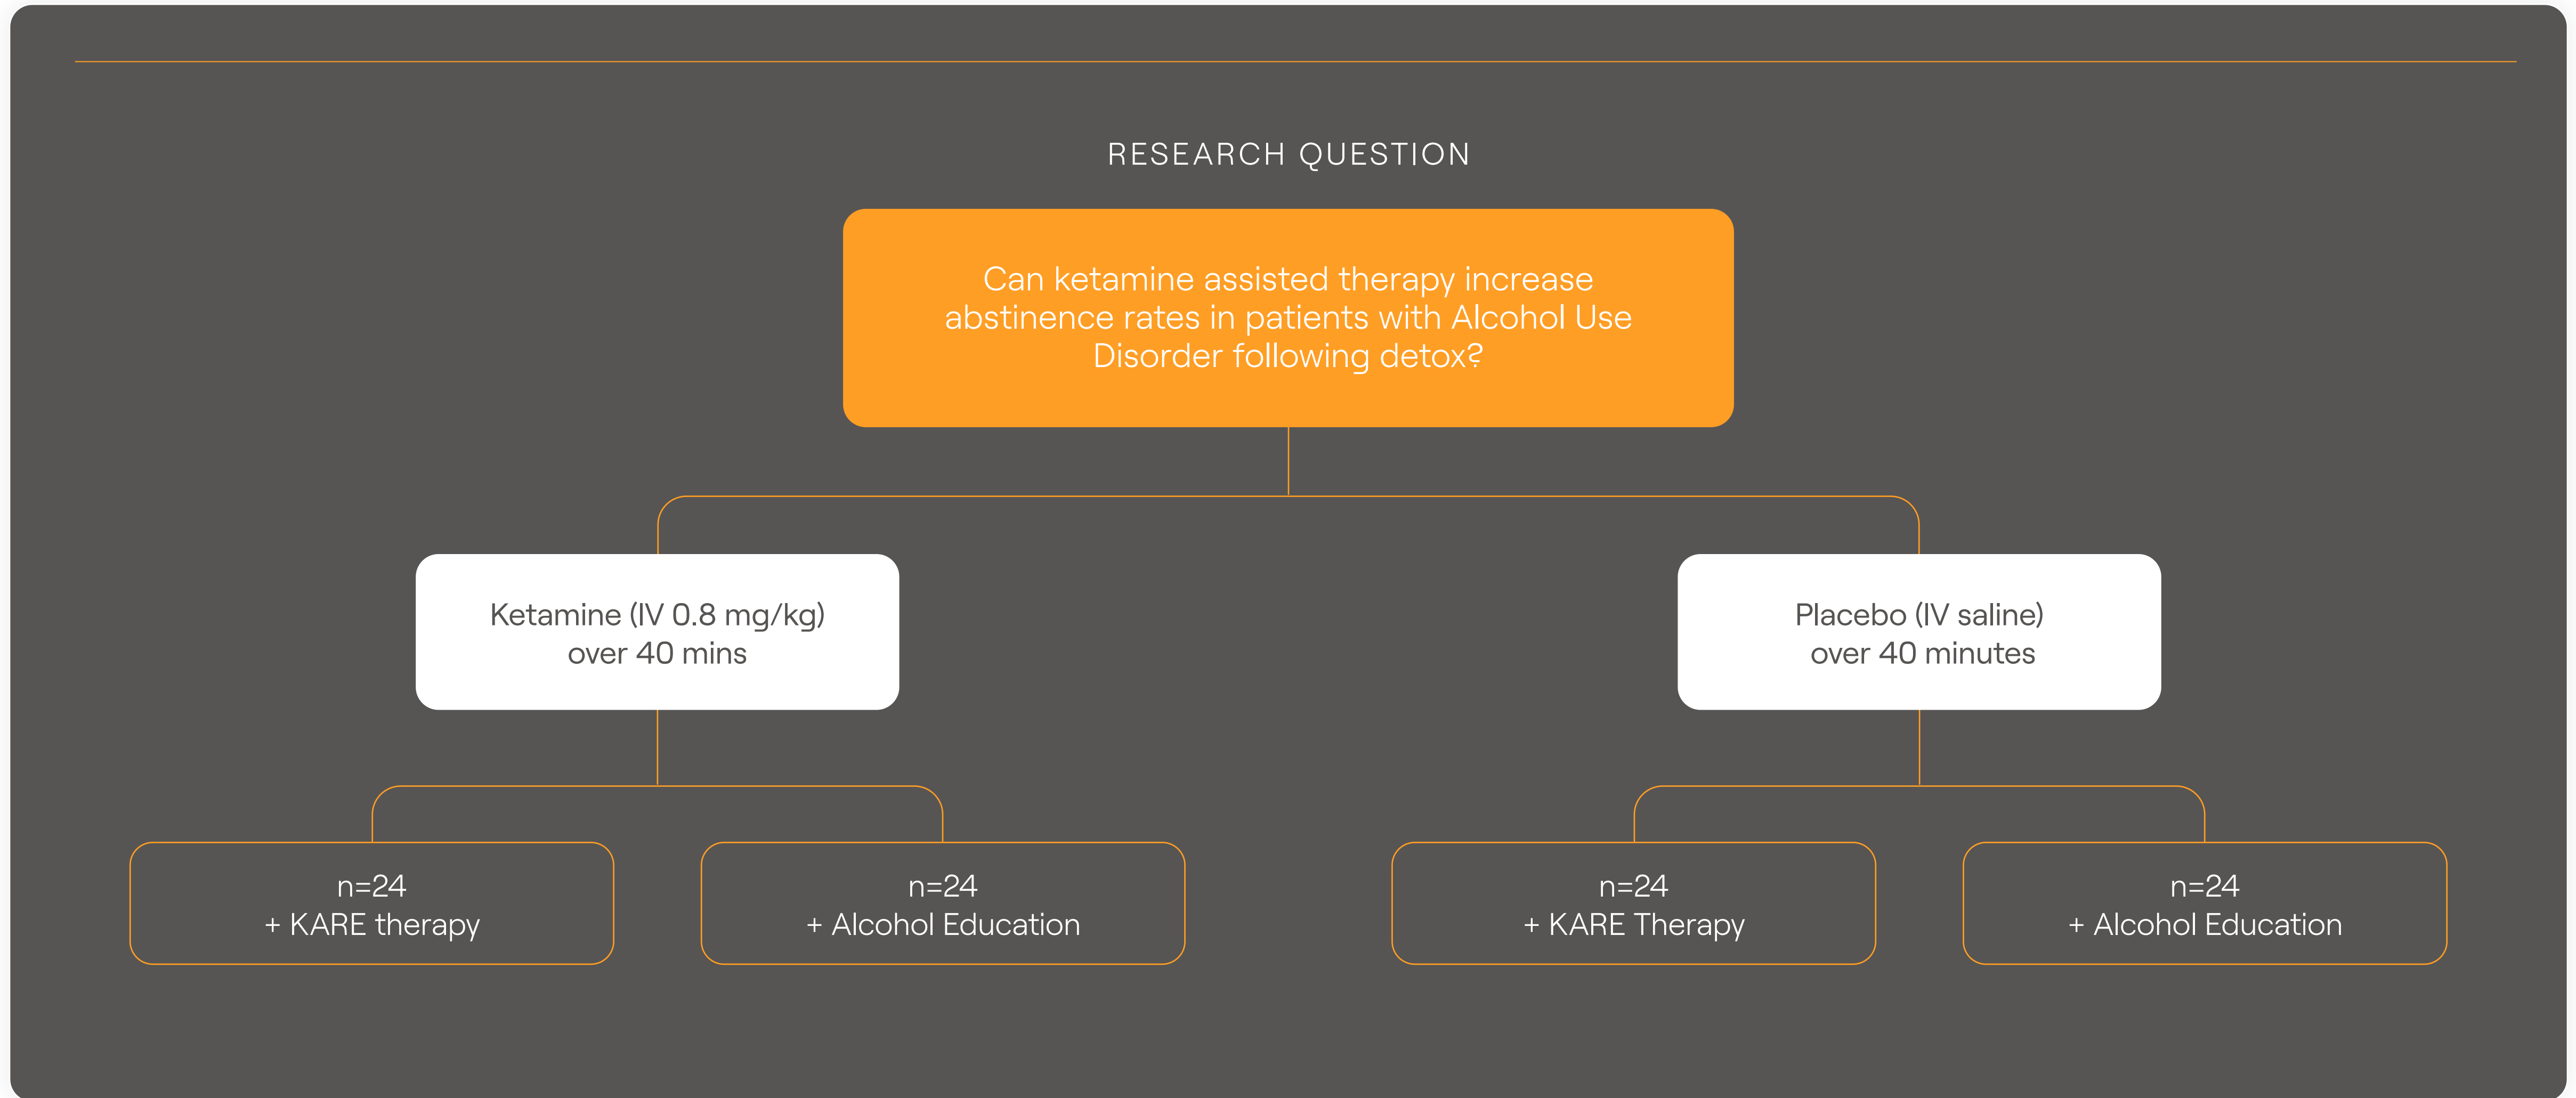 RESEARCH QUESTION
Can ketamine assisted therapy increase
abstinence rates in patients with Alcohol Use
Disorder following detox?
Ketamine (IV 0.8 mg/kg)
over 40 mins
Placebo (IV saline)
over 40 minutes
n=24
+ KARE therapy
n=24
+ Alcohol Education
n=24
+ KARE Therapy
n=24
+ Alcohol Education